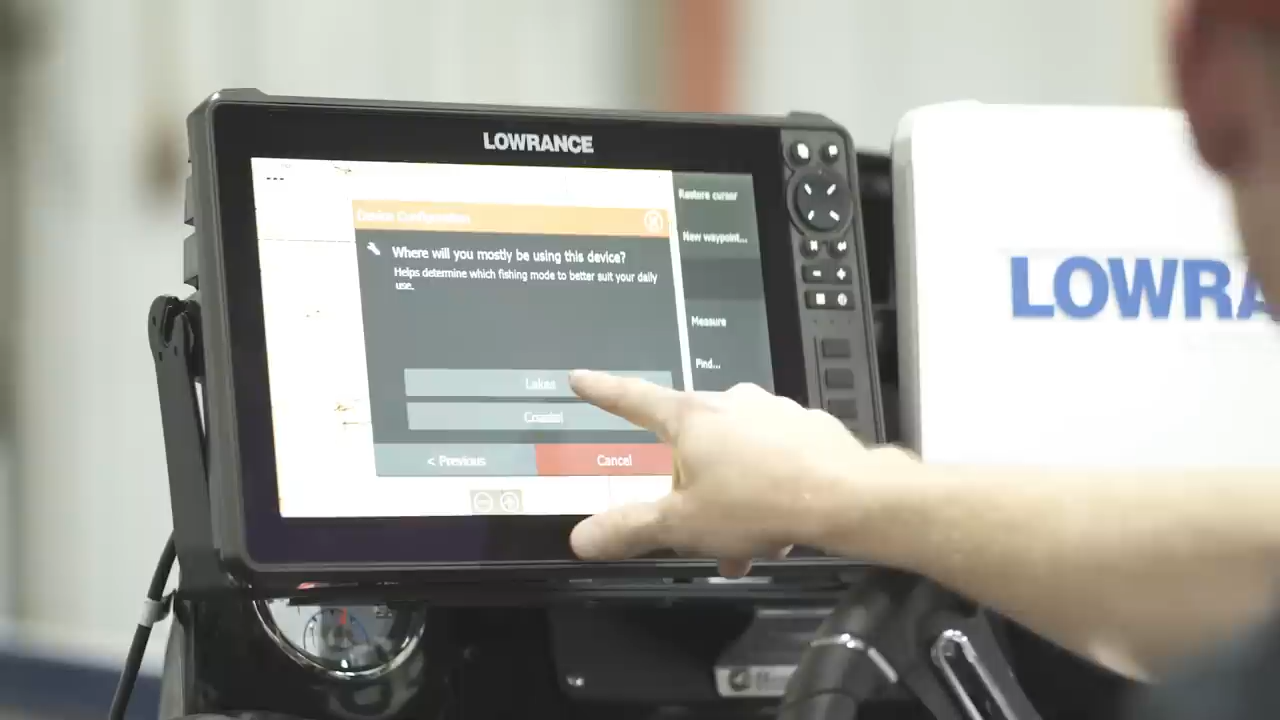 LOWRANCE
Restore cursor
Device Configuration
New waypoint...
Where will you mostly be using this device?
Helps determine which fishing mode to better suit your daily
use.
Measure
Find...
Lakes
Coastal
< Previous
Cancel
LOWRA